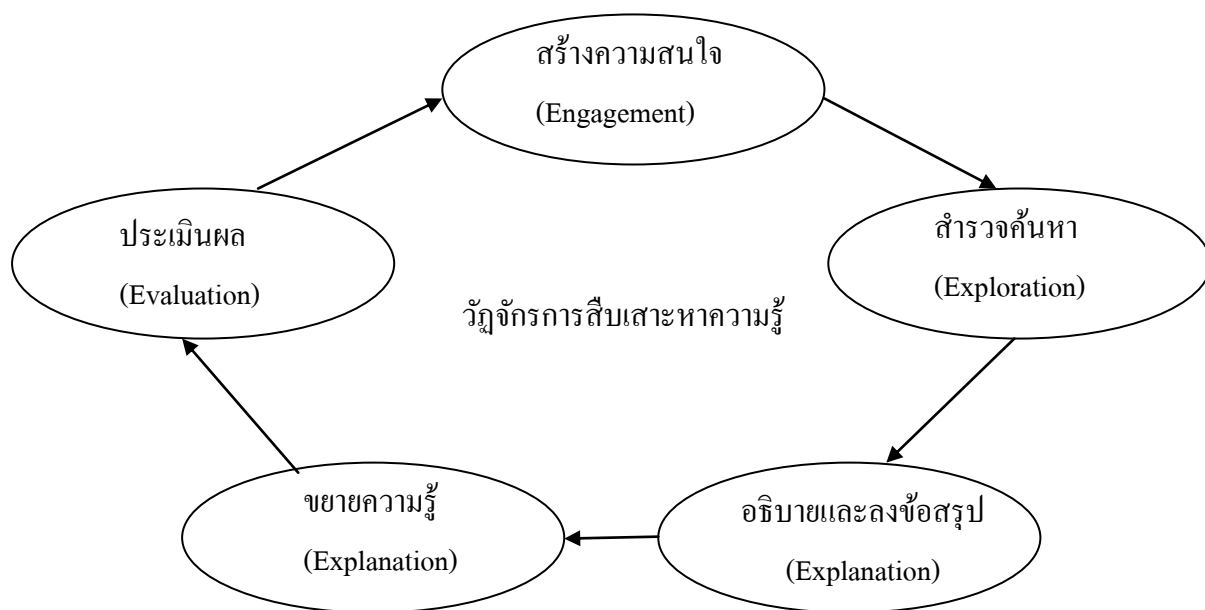 สร้างความสนใจ
(Engagement)
สำรวจค้นหา
(Exploration)
อธิบายและลงข้อสรุป
(Explanation)
ขยายความรู้
(Explanation)
ประเมินผล
(Evaluation)
วัฏจักรการสืบเสาะหาความรู้